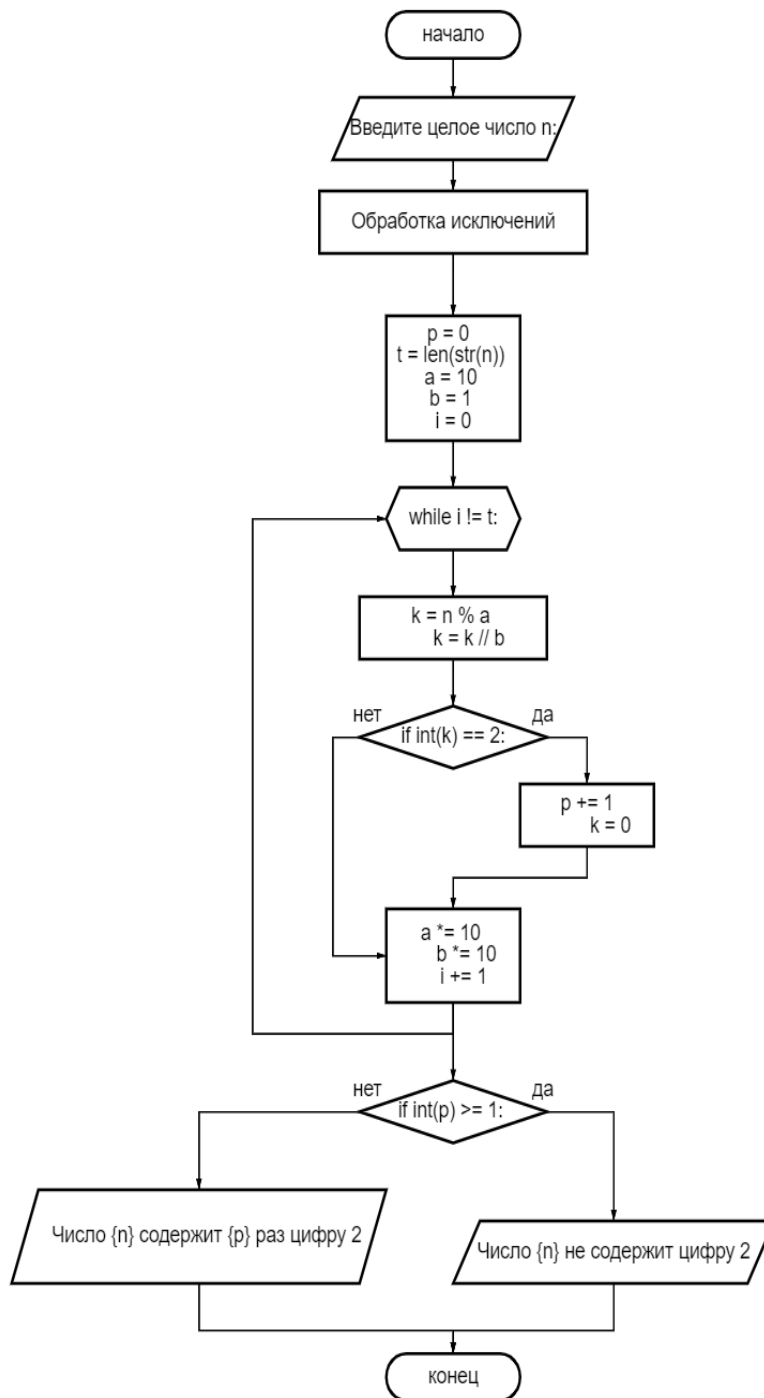 начало
Введите целое число n:
Обработка исключений
p = 0
t = len(str(n))
a = 10
b = 1
i = 0
while i != t:
k = n % a
k = k // b
нет
да
if int(k) == 2:
p += 1
k = 0
a *= 10
b *= 10
i += 1
нет
да
if int(p) >= 1:
Число {n} содержит {p} раз цифру 2
Число {n} не содержит цифру 2
конец